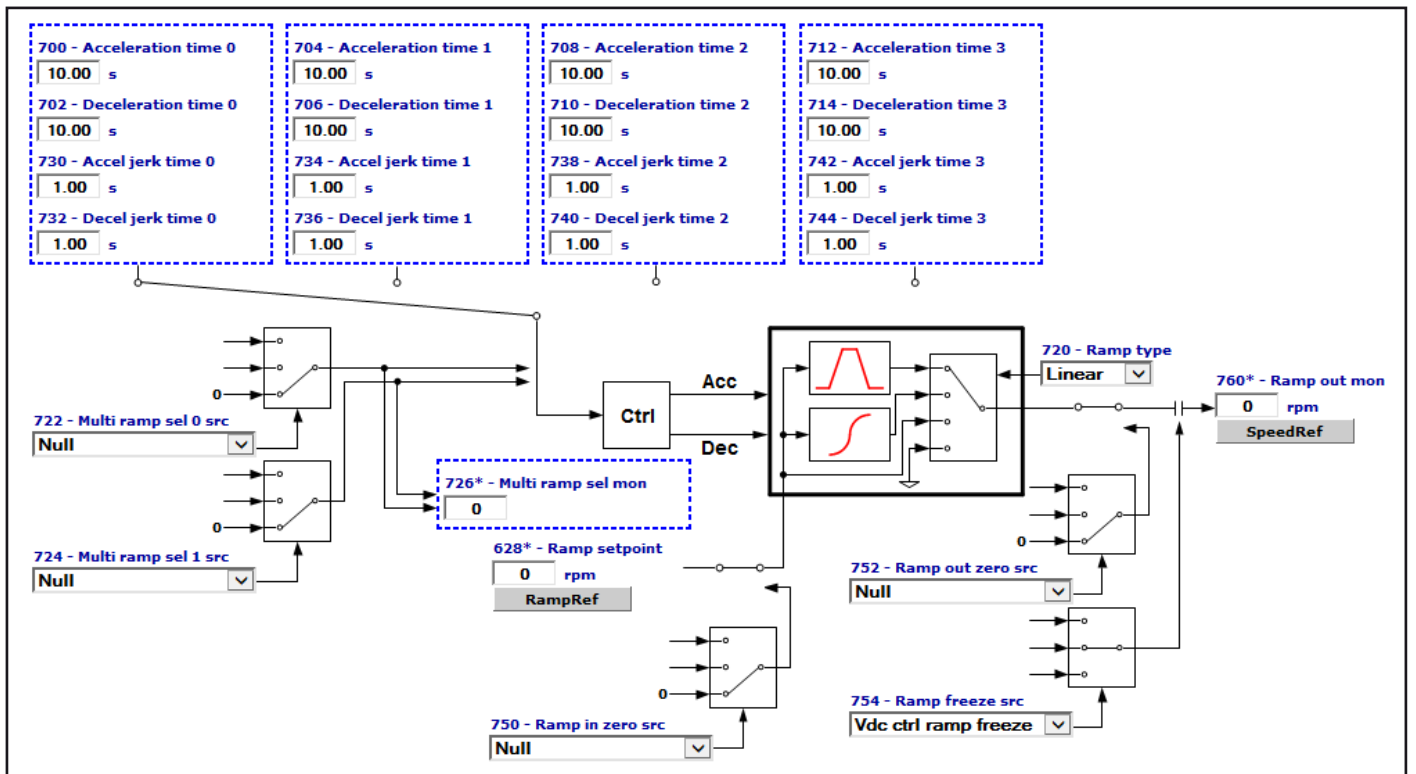 700 - Acceleration time 0
10.00 s
702 - Deceleration time 0
10.00 s
730 - Accel jerk time 0
1.00 s
732 - Decel jerk time 0
1.00 s
704 - Acceleration time 1
10.00 s
706 - Deceleration time 1
10.00 s
734 - Accel jerk time 1
1.00 s
736 - Decel jerk time 1
1.00 s
708 - Acceleration time 2
10.00 s
710 - Deceleration time 2
10.00 s
738 - Accel jerk time 2
1.00 s
740 - Decel jerk time 2
1.00 s
712 - Acceleration time 3
10.00 s
714 - Deceleration time 3
10.00 s
742 - Accel jerk time 3
1.00 s
744 - Decel jerk time 3
1.00 s
0
722 - Multi ramp sel 0 src
Null
0
724 - Multi ramp sel 1 src
Null
726* - Multi ramp sel mon
0
Ctrl
Acc
Dec
720 - Ramp type
Linear
760* - Ramp out mon
0 rpm
SpeedRef
628* - Ramp setpoint
0 rpm
RampRef
0
750 - Ramp in zero src
Null
0
752 - Ramp out zero src
Null
754 - Ramp freeze src
Vdc ctrl ramp freeze